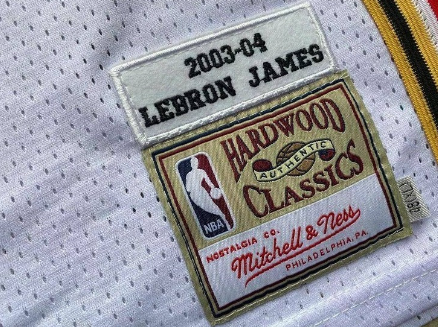 2003-04
LEBRON JAMES
HARDWOOD
AUTHENTIC
CLASSICS
NBA
NOSTALGIA CO.
Mitchell & Ness
PHILADELPHIA, PA.